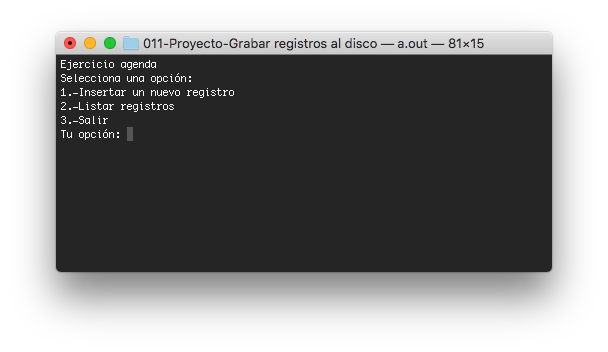 011-Proyecto-Grabar registros al disco — a.out — 81×15
Ejercicio agenda
Selecciona una opción:
1.-Insertar un nuevo registro
2.-Listar registros
3.-Salir
Tu opción: